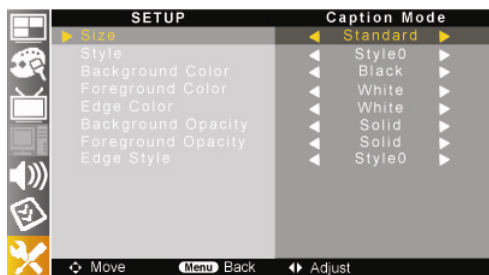 SETUP Caption Mode
Size Standard
Style Style0
Background Color Black
Foreground Color White
Edge Color White
Background Opacity Solid
Foreground Opacity Solid
Edge Style Style0
Move Menu Back Adjust